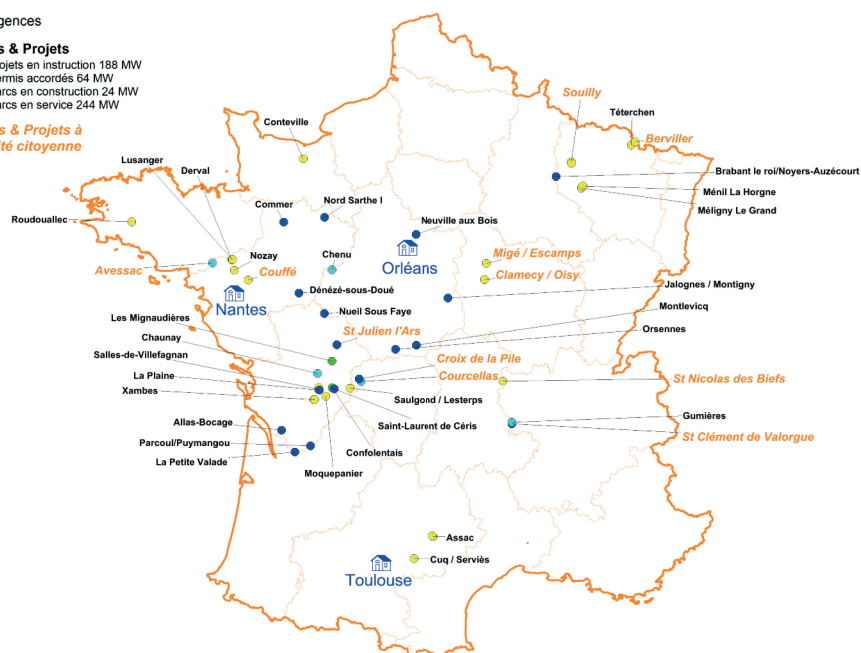 gences
s & Projets
ojets en instruction 188 MW
ermis accordés 64 MW
arcs en construction 24 MW
arcs en service 244 MW
s & Projets à
ité citoyenne
Souilly
Téterchen
Berviller
Conteville
Lusanger
Derval
Brabant le roi/Noyers-Auzécourt
Ménil La Horgne
Méligny Le Grand
Commer
Nord Sarthe I
Neuville aux Bois
Roudouallec
Nozay
Chenu
Orléans
Migé / Escamps
Avessac
Couffé
Clamecy / Oisy
Dénézé-sous-Doué
Jalognes / Montigny
Nantes
Nueil Sous Faye
Montlevicq
Les Mignaudières
St Julien l'Ars
Orsennes
Chaunay
Salles-de-Villefagnan
Croix de la Pile
La Plaine
Courcellas
St Nicolas des Biefs
Xambes
Saulgond / Lesterps
Allas-Bocage
Saint-Laurent de Céris
Gumières
Parcoul/Puymangou
Confolentais
St Clément de Valorgue
La Petite Valade
Moquepanier
Assac
Cuq / Serviès
Toulouse